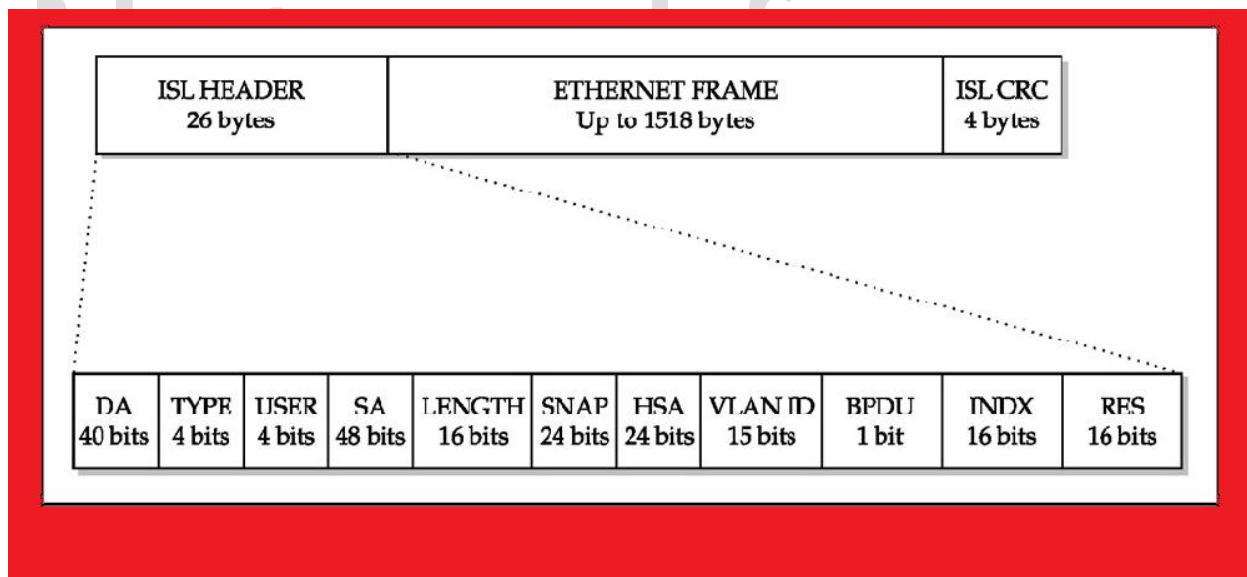 ISL HEADER
26 bytes
ETHERNET FRAME
Up to 1518 bytes
ISL CRC
4 bytes
DA
40 bits
TYPE
4 bits
USER
4 bits
SA
48 bits
LENGTH
16 bits
SNAP
24 bits
HSA
24 bits
VLAN ID
15 bits
BPDU
1 bit
INDX
16 bits
RES
16 bits